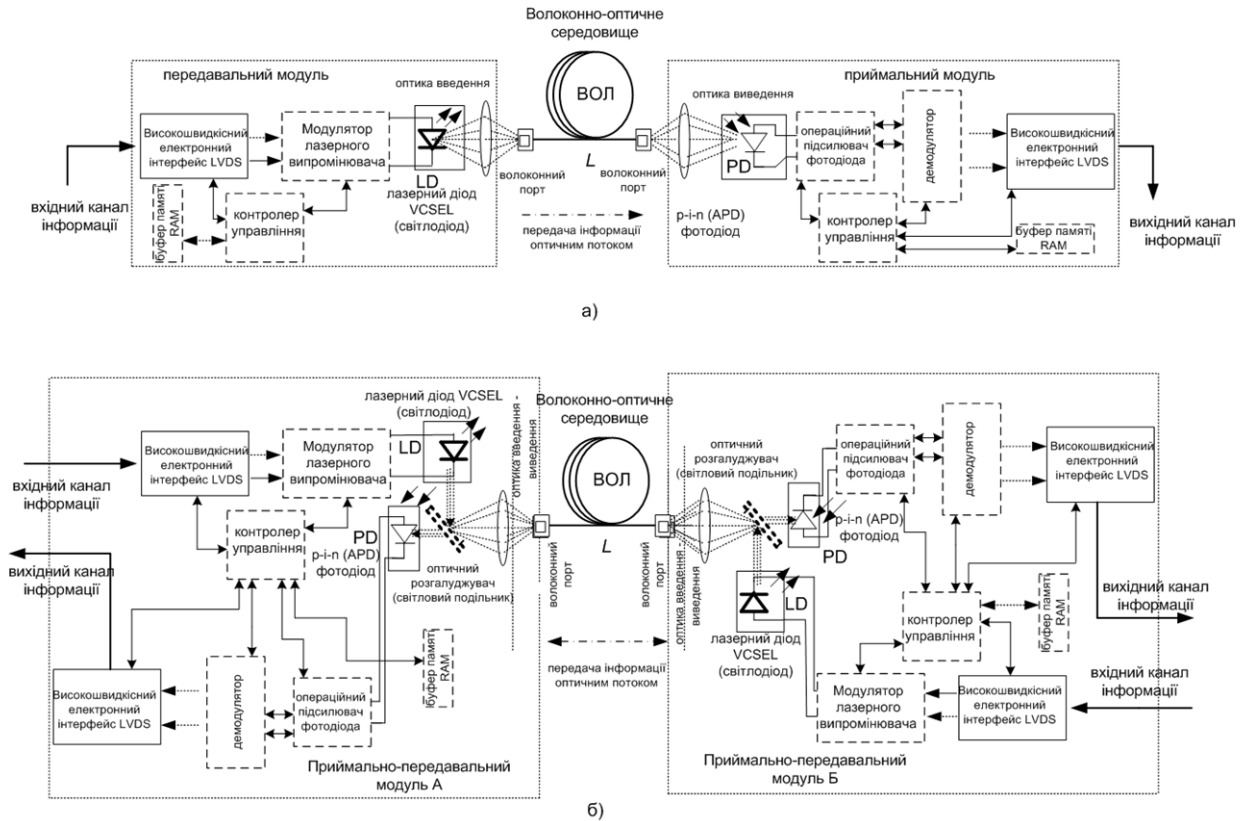 Волоконно-оптичне
середовище
передавальний модуль
приймальний модуль
оптика введення
ВОЛ
оптика виведення
Високошвидкісний
електронний
інтерфейс LVDS
Модулятор
лазерного
випромінювача
LD
лазерний діод
VCSEL
(світлодіод)
волоконний
порт
L
волоконний
порт
PD
p-i-n (APD)
фотодіод
операційний
підсилювач
фотодіода
демодулятор
Високошвидкісний
електронний
інтерфейс LVDS
вхідний канал
інформації
буфер памяті
RAM
контролер
управління
передача інформації
оптичним потоком
контролер
управління
буфер памяті
RAM
вихідний канал
інформації
а)
лазерний діод VCSEL
(світлодіод)
оптика введення -
виведення
Волоконно-оптичне
середовище
Високошвидкісний
електронний
інтерфейс LVDS
Модулятор
лазерного
випромінювача
LD
ВОЛ
L
вхідний канал
інформації
контролер
управління
PD
p-i-n (APD)
фотодіод
оптичний
розгалуджувач
(світловий подільник)
волоконний
порт
волоконний
порт
вихідний канал
інформації
буфер памяті
RAM
передача інформації
оптичним потоком
Високошвидкісний
електронний
інтерфейс LVDS
демодулятор
операційний
підсилювач
фотодіода
Приймально-передавальний
модуль А
оптика введення -
виведення
оптичний
розгалуджувач
(світловий подільник)
операційний
підсилювач
фотодіода
демодулятор
Високошвидкісний
електронний
інтерфейс LVDS
p-i-n (APD)
фотодіод
PD
LD
лазерний діод
VCSEL
(світлодіод)
контролер
управління
буфер памяті
RAM
вихідний канал
інформації
вхідний канал
інформації
Модулятор
лазерного
випромінювача
Високошвидкісний
електронний
інтерфейс LVDS
Приймально-передавальний
модуль Б
б)